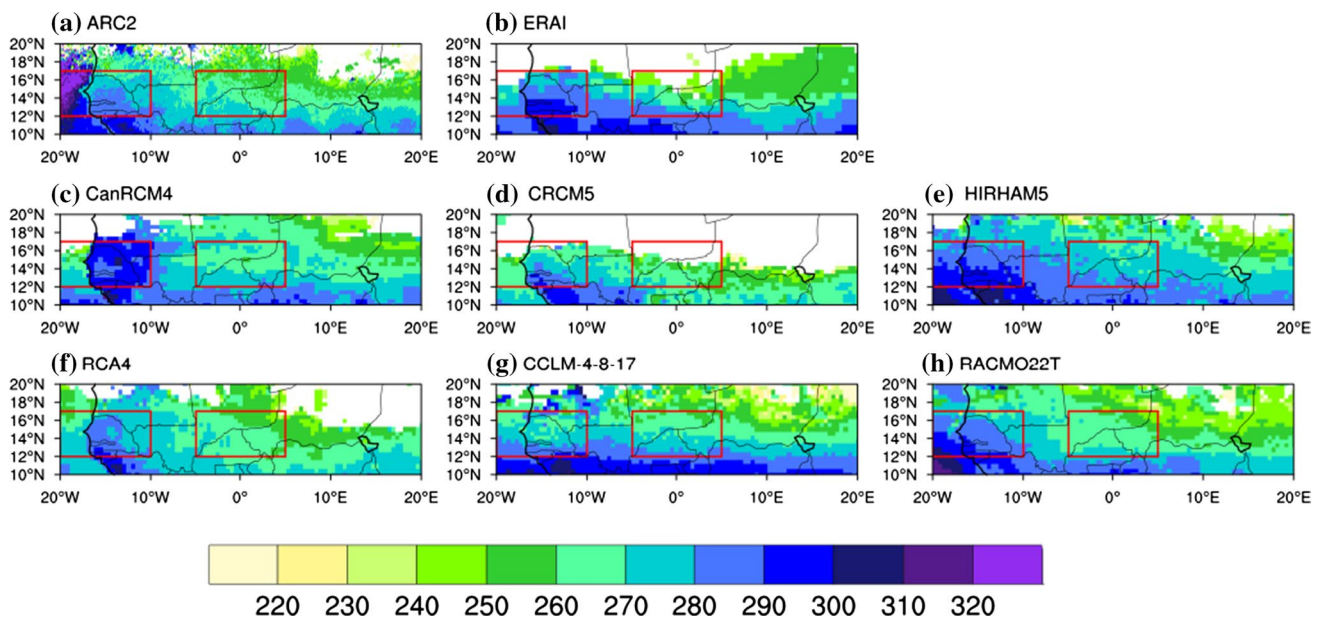 (a) ARC2
(b) ERAI
20°N
18°N
16°N
14°N
12°N
10°N
20°W 10°W 0° 10°E 20°E
20°N
18°N
16°N
14°N
12°N
10°N
20°W 10°W 0° 10°E 20°E
(c) CanRCM4
(d) CRCM5
(e) HIRHAM5
20°N
18°N
16°N
14°N
12°N
10°N
20°W 10°W 0° 10°E 20°E
20°N
18°N
16°N
14°N
12°N
10°N
20°W 10°W 0° 10°E 20°E
20°N
18°N
16°N
14°N
12°N
10°N
20°W 10°W 0° 10°E 20°E
(f) RCA4
(g) CCLM-4-8-17
(h) RACMO22T
20°N
18°N
16°N
14°N
12°N
10°N
20°W 10°W 0° 10°E 20°E
20°N
18°N
16°N
14°N
12°N
10°N
20°W 10°W 0° 10°E 20°E
20°N
18°N
16°N
14°N
12°N
10°N
20°W 10°W 0° 10°E 20°E
220 230 240 250 260 270 280 290 300 310 320